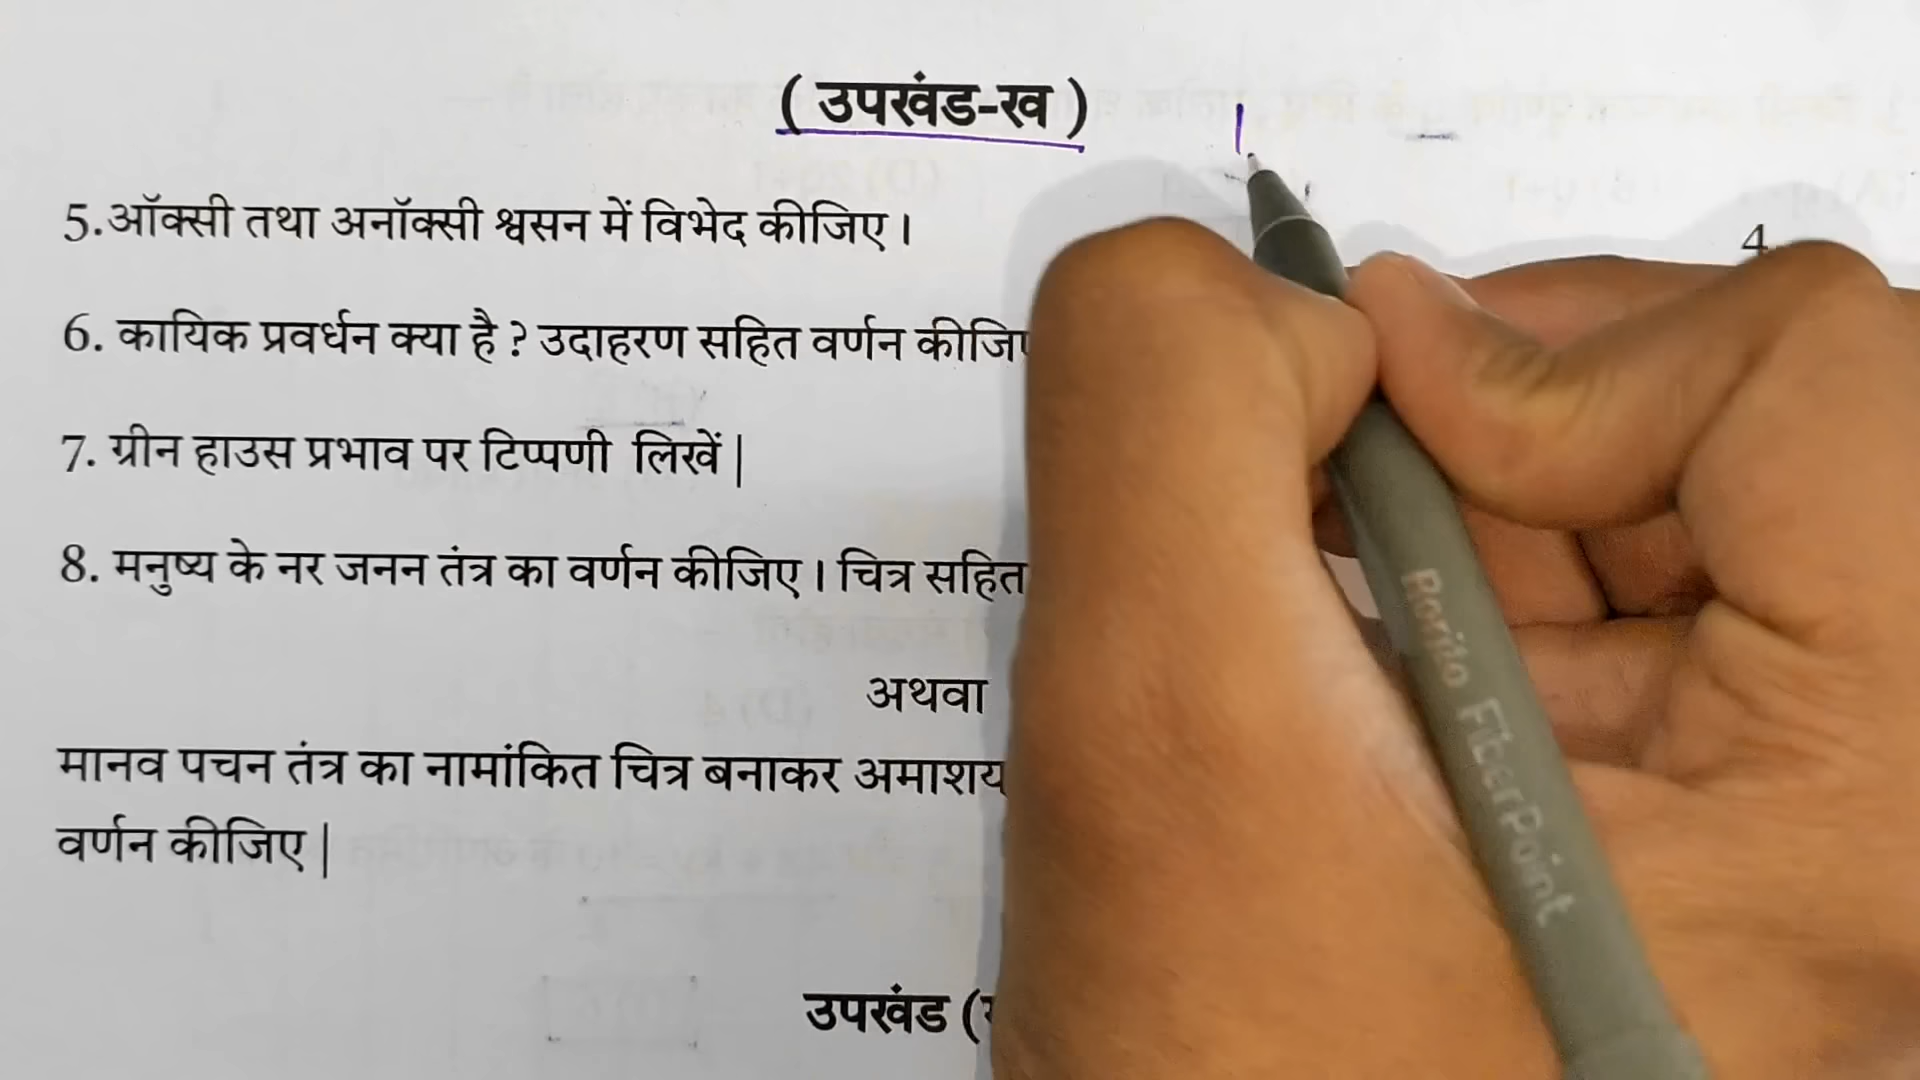 ( उपखंड-ख )
5.ऑक्सी तथा अनॉक्सी श्वसन में विभेद कीजिए। 4
6. कायिक प्रवर्धन क्या है ? उदाहरण सहित वर्णन
7. ग्रीन हाउस प्रभाव पर टिप्पणी लिखें|
8. मनुष्य के नर जनन तंत्र का वर्णन कीजिए। चित्र सहित
अथवा
मानव पचन तंत्र का नामांकित चित्र बनाकर अमाशय
वर्णन कीजिए|
उपखंड (
Rorito FiberPoint